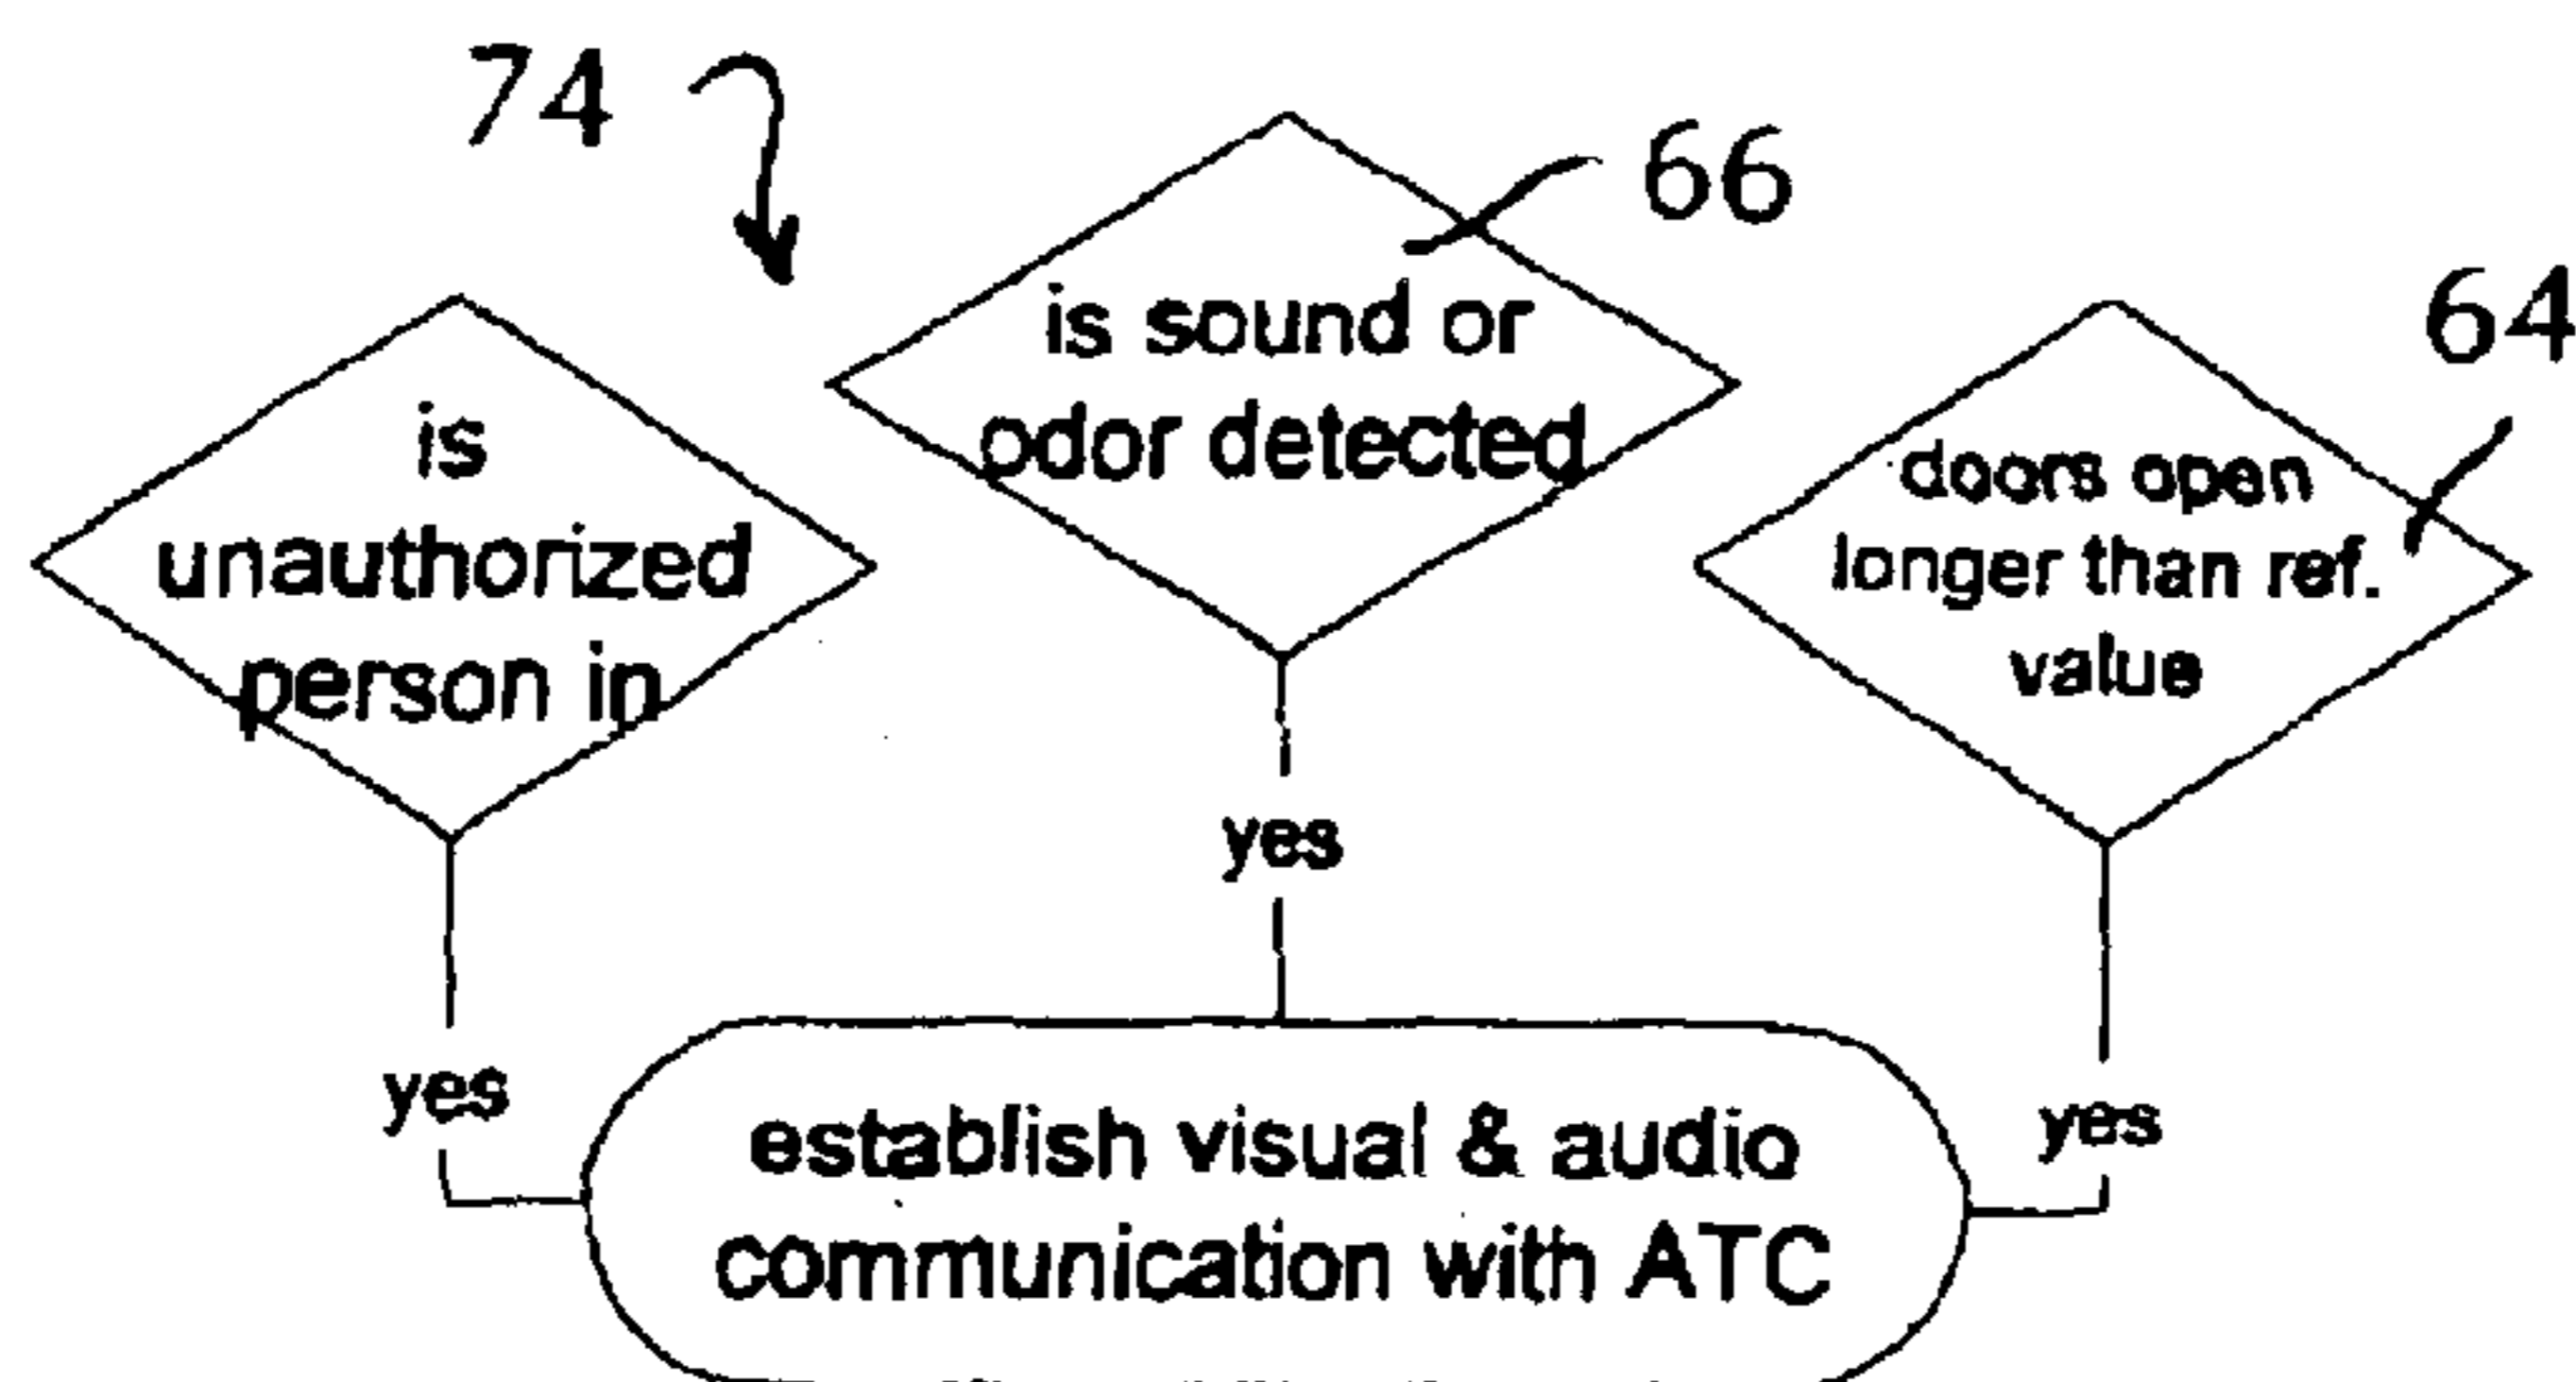 74
66
64
is sound or
odor detected
is
unauthorized
person in
doors open
longer than ref.
value
yes
yes
yes
establish visual & audio
communication with ATC